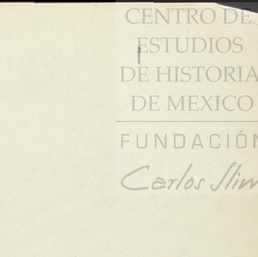 CENTRO DE
ESTUDIOS
DE HISTORIA
DE MEXICO
FUNDACIÓN
Carlos Slim